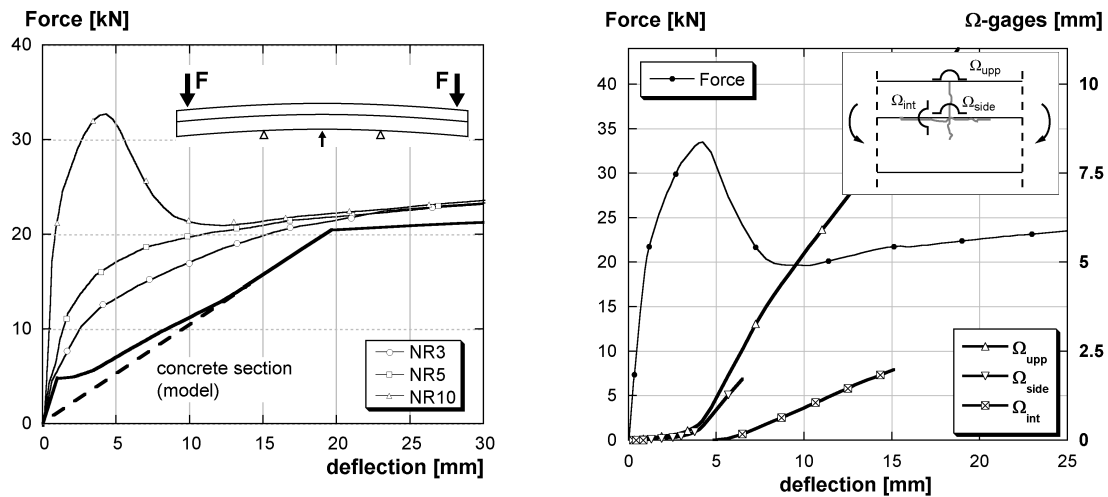 Force [kN]
40
30
20
10
0
F
F
concrete section
(model)
NR3
NR5
NR10
0 5 10 15 20 25 30
deflection [mm]
Force [kN]
Ω-gages [mm]
40
35
30
25
20
15
10
5
0
Force
Ωupp
Ωint
Ωside
10
7.5
5
2.5
0
Ωupp
Ωside
Ωint
0 5 10 15 20 25
deflection [mm]